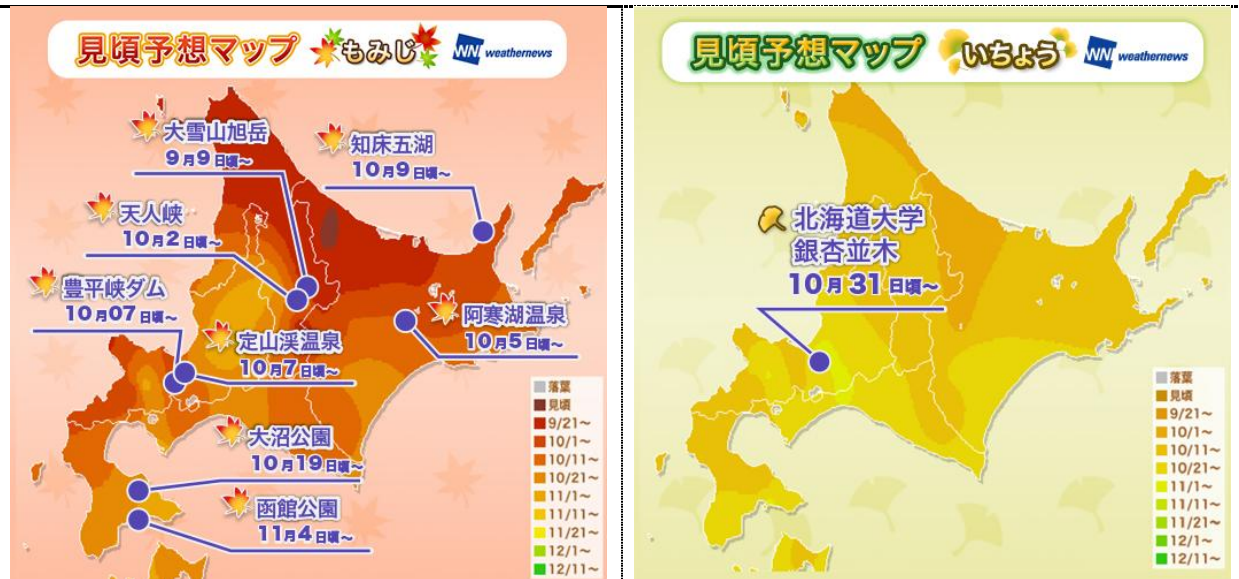 見頃予想マップ もみじ WN weathernews
大雪山旭岳
9月9日頃~
知床五湖
10月9日頃~
天人峡
10月2日頃~
豊平峡ダム
10月07日頃~
定山渓温泉
10月7日頃~
阿寒湖温泉
10月5日頃~
大沼公園
10月19日頃~
函館公園
11月4日頃~
落葉
見頃
9/21~
10/1~
10/11~
10/21~
11/1~
11/11~
11/21~
12/1~
12/11~
見頃予想マップ いちょう WN weathernews
北海道大学
銀杏並木
10月31日頃~
落葉
見頃
9/21~
10/1~
10/11~
10/21~
11/1~
11/11~
11/21~
12/1~
12/11~